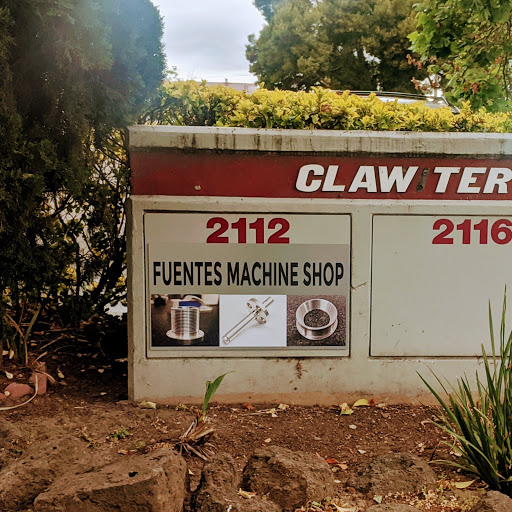 CLAWITER
2112
2116
FUENTES MACHINE SHOP